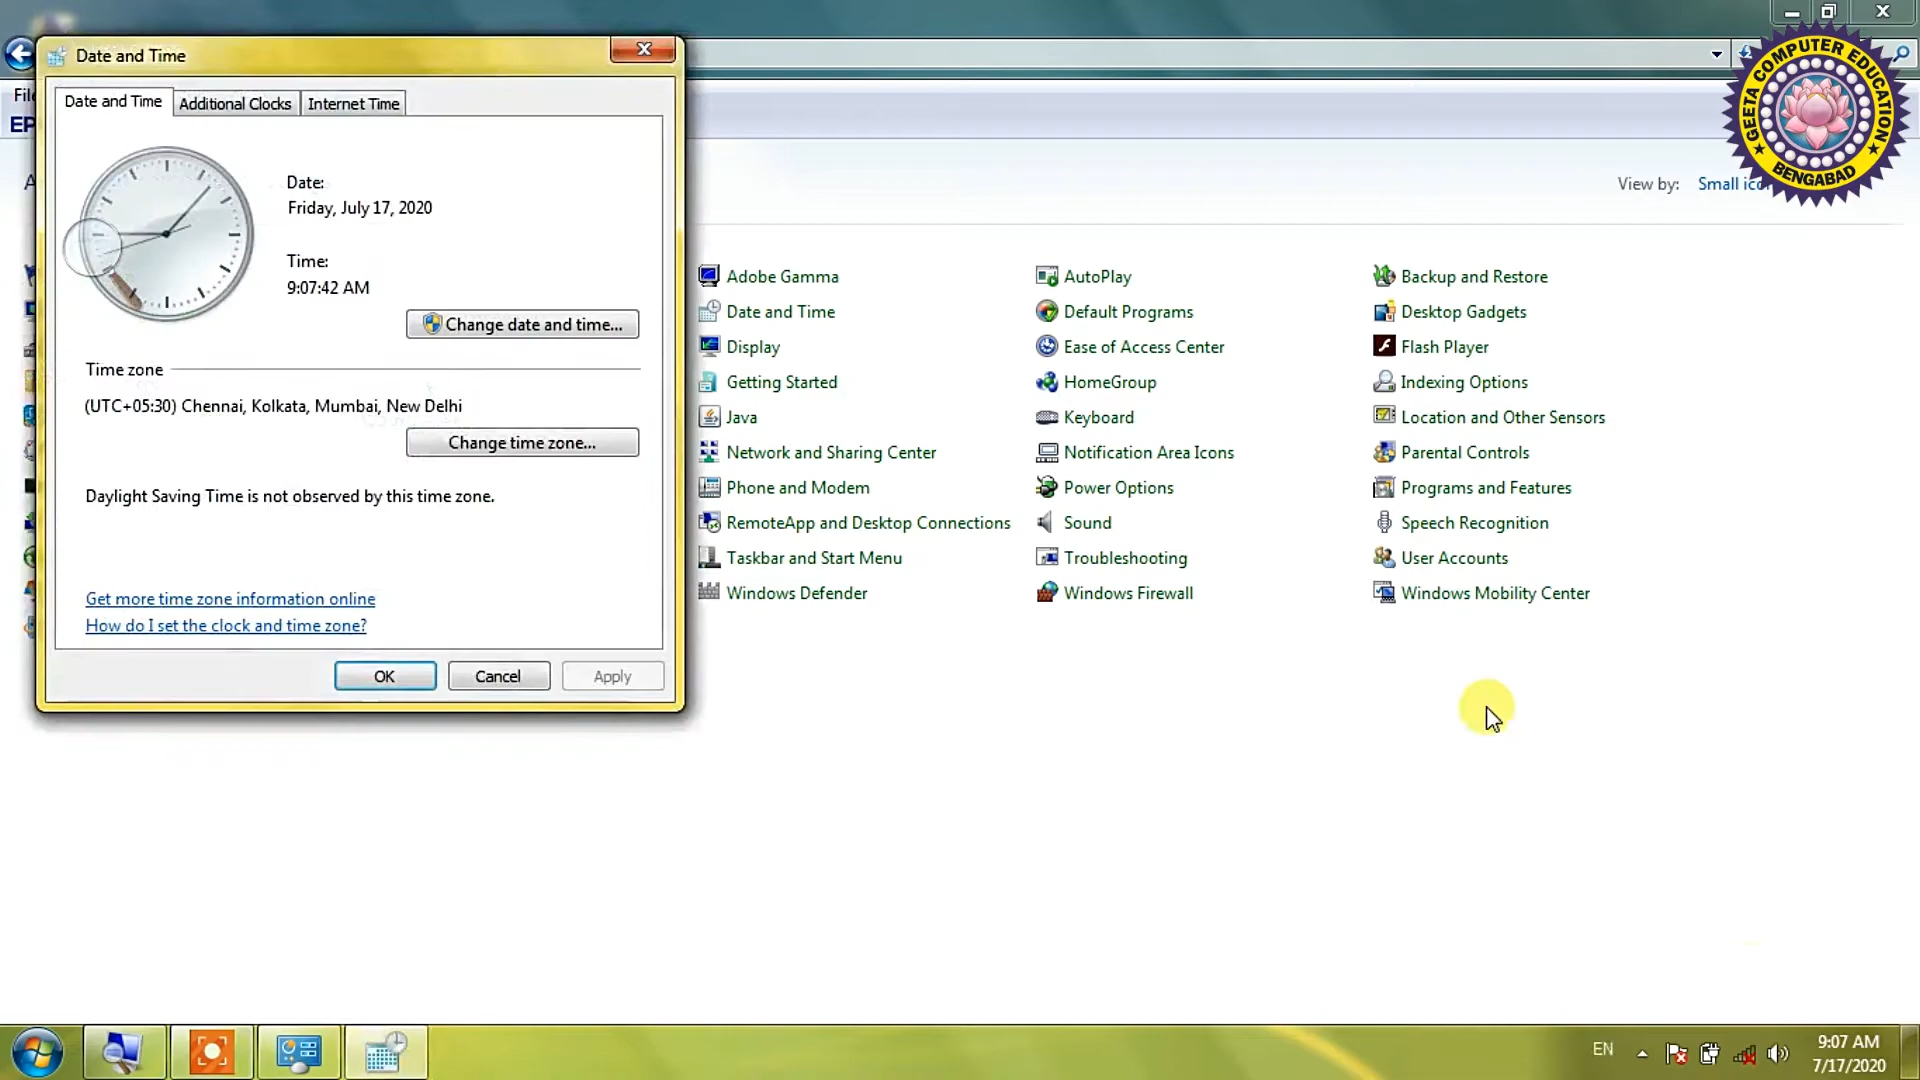 Date and Time
Date and Time
Additional Clocks
Internet Time
Date:
Friday, July 17, 2020
Time:
9:07:42 AM
Change date and time...
Time zone
(UTC+05:30) Chennai, Kolkata, Mumbai, New Delhi
Change time zone...
Daylight Saving Time is not observed by this time zone.
Get more time zone information online
How do I set the clock and time zone?
OK
Cancel
Apply
GEETA COMPUTER EDUCATION
BENGABAD
View by:
Small
Adobe Gamma
AutoPlay
Backup and Restore
Date and Time
Default Programs
Desktop Gadgets
Display
Ease of Access Center
Flash Player
Getting Started
HomeGroup
Indexing Options
Java
Keyboard
Location and Other Sensors
Network and Sharing Center
Notification Area Icons
Parental Controls
Phone and Modem
Power Options
Programs and Features
RemoteApp and Desktop Connections
Sound
Speech Recognition
Taskbar and Start Menu
Troubleshooting
User Accounts
Windows Defender
Windows Firewall
Windows Mobility Center
EN
9:07 AM
7/17/2020